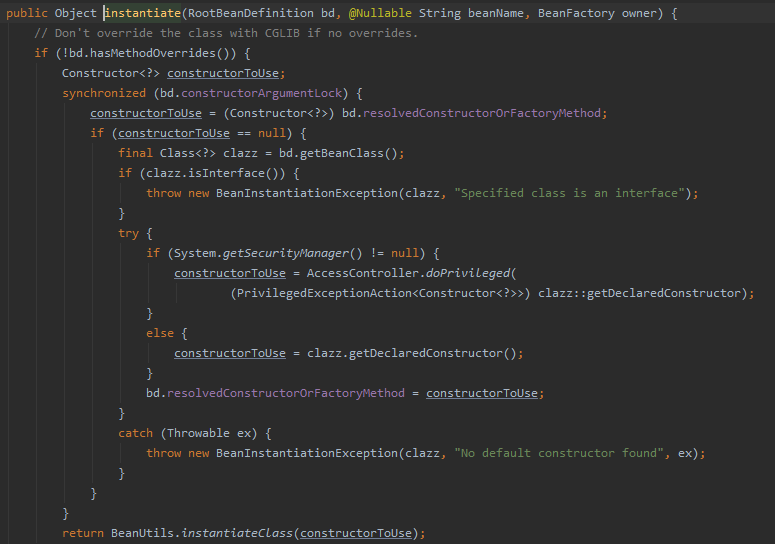 public Object instantiate(RootBeanDefinition bd, @Nullable String beanName, BeanFactory owner) {
    // Don't override the class with CGLIB if no overrides.
    if (!bd.hasMethodOverrides()) {
        Constructor<?> constructorToUse;
        synchronized (bd.constructorArgumentLock) {
            constructorToUse = (Constructor<?>) bd.resolvedConstructorOrFactoryMethod;
            if (constructorToUse == null) {
                final Class<?> clazz = bd.getBeanClass();
                if (clazz.isInterface()) {
                    throw new BeanInstantiationException(clazz, "Specified class is an interface");
                }
                try {
                    if (System.getSecurityManager() != null) {
                        constructorToUse = AccessController.doPrivileged(
                                (PrivilegedExceptionAction<Constructor<?>>) clazz::getDeclaredConstructor);
                    }
                    else {
                        constructorToUse = clazz.getDeclaredConstructor();
                    }
                    bd.resolvedConstructorOrFactoryMethod = constructorToUse;
                }
                catch (Throwable ex) {
                    throw new BeanInstantiationException(clazz, "No default constructor found", ex);
                }
            }
        }
        return BeanUtils.instantiateClass(constructorToUse);